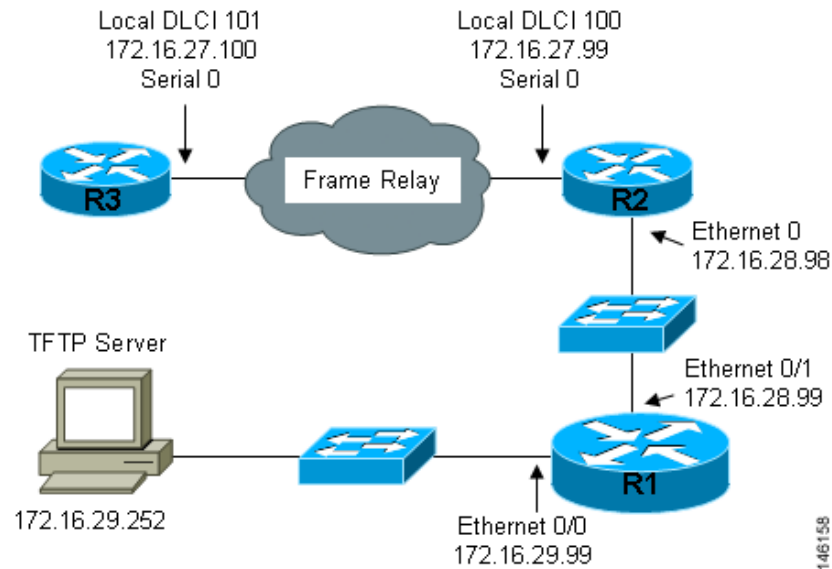 Local DLCI 101
172.16.27.100
Serial 0
Local DLCI 100
172.16.27.99
Serial 0
R3
Frame Relay
R2
Ethernet 0
172.16.28.98
TFTP Server
Ethernet 0/1
172.16.28.99
R1
172.16.29.252
Ethernet 0/0
172.16.29.99
146158